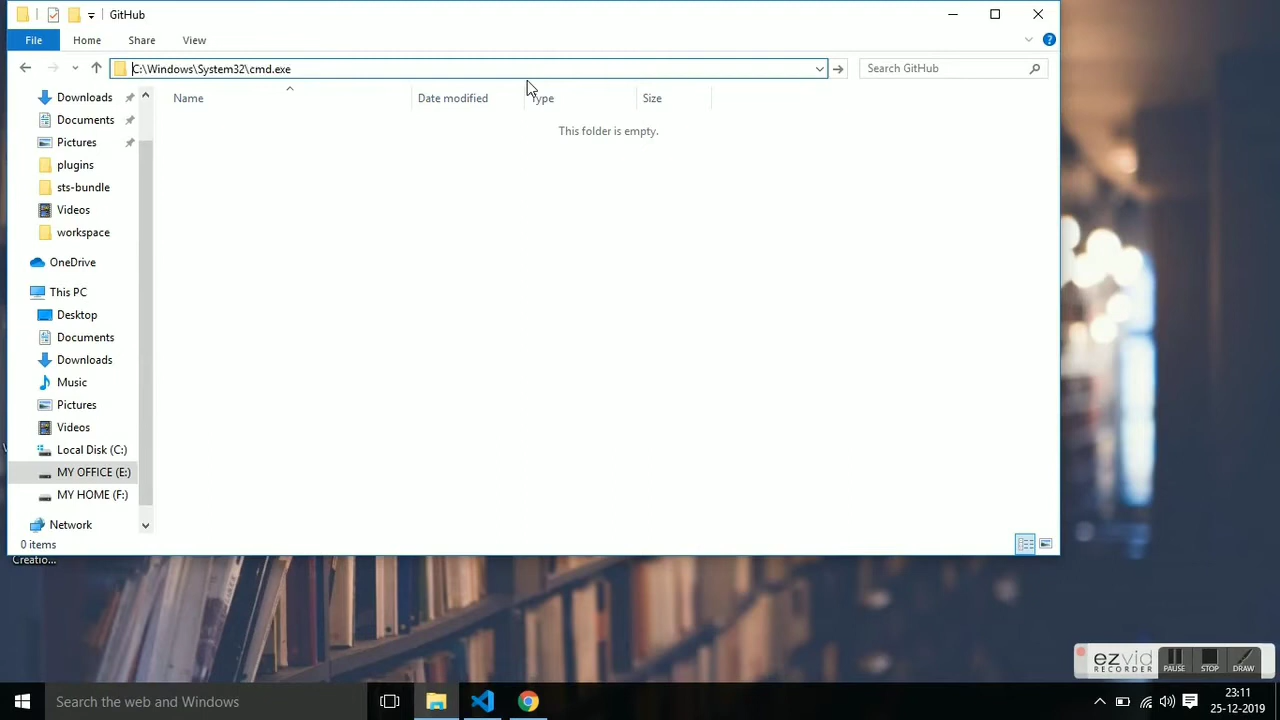 GitHub
File
Home
Share
View
C:\Windows\System32\cmd.exe
Search GitHub
Name
Date modified
Type
Size
This folder is empty.
Downloads
Documents
Pictures
plugins
sts-bundle
Videos
workspace
OneDrive
This PC
Desktop
Documents
Downloads
Music
Pictures
Videos
Local Disk (C:)
MY OFFICE (E:)
MY HOME (F:)
Network
0 items
Creatio...
ezvid
RECORDER
PAUSE
STOP
DRAW
Search the web and Windows
23:11
25-12-2019